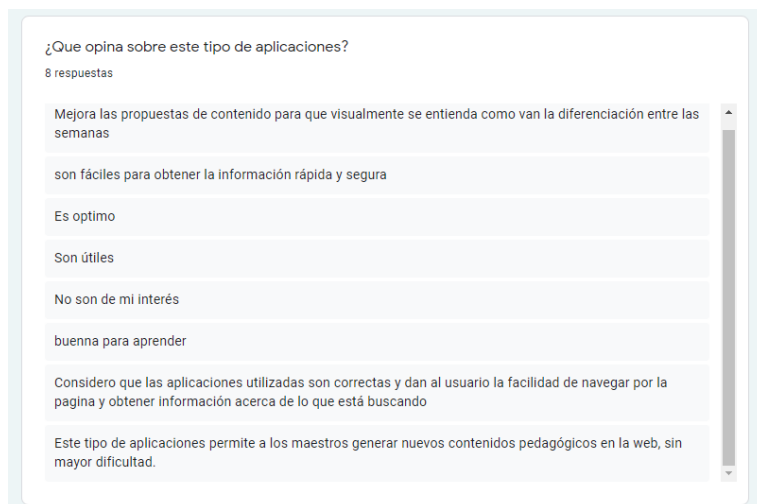 ¿Que opina sobre este tipo de aplicaciones?
8 respuestas
Mejora las propuestas de contenido para que visualmente se entienda como van la diferenciación entre las
semanas
son fáciles para obtener la información rápida y segura
Es optimo
Son útiles
No son de mi interés
buenna para aprender
Considero que las aplicaciones utilizadas son correctas y dan al usuario la facilidad de navegar por la
pagina y obtener información acerca de lo que está buscando
Este tipo de aplicaciones permite a los maestros generar nuevos contenidos pedagógicos en la web, sin
mayor dificultad.